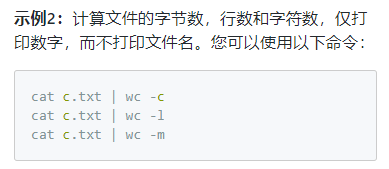 示例2：计算文件的字节数，行数和字符数，仅打
印数字，而不打印文件名。您可以使用以下命令：
cat c.txt | wc -c
cat c.txt | wc -l
cat c.txt | wc -m